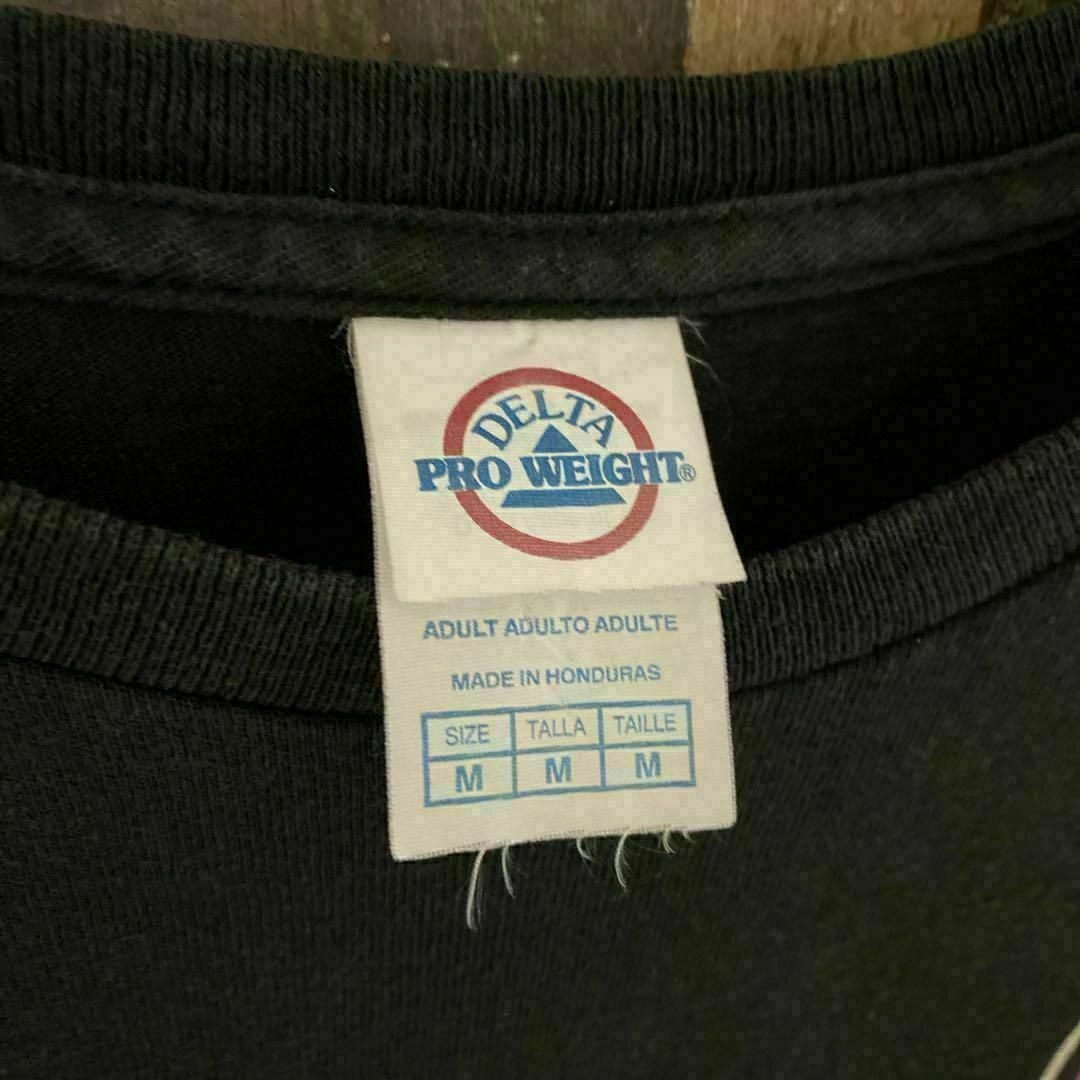 DELTA
PRO WEIGHT®
ADULT ADULTO ADULTE
MADE IN HONDURAS
SIZE TALLA TAILLE
M M M